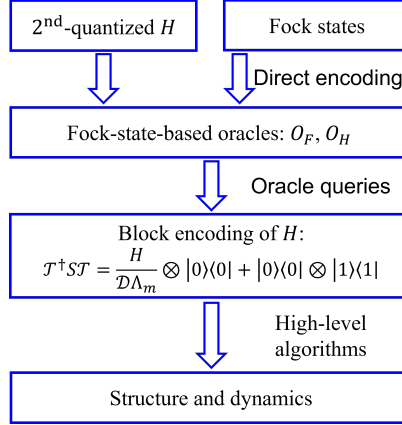 2nd-quantized H
Fock states
Direct encoding
Fock-state-based oracles: O_F, O_H
Oracle queries
Block encoding of H:
𝒯†S𝒯 = H/(𝒟Λ_m) ⊗ |0⟩⟨0| + |0⟩⟨0| ⊗ |1⟩⟨1|
High-level
algorithms
Structure and dynamics